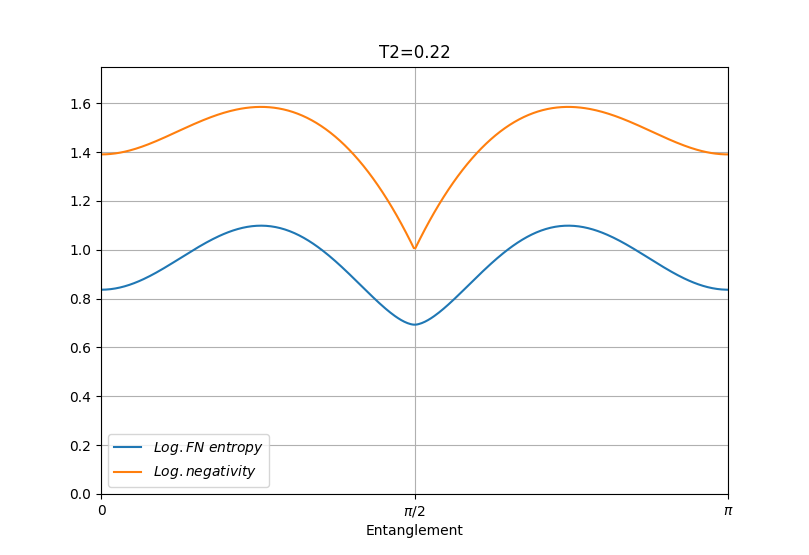 T2=0.22
1.6
1.4
1.2
1.0
0.8
0.6
0.4
0.2
0.0
Log. FN entropy
Log. negativity
0 π/2 π
Entanglement